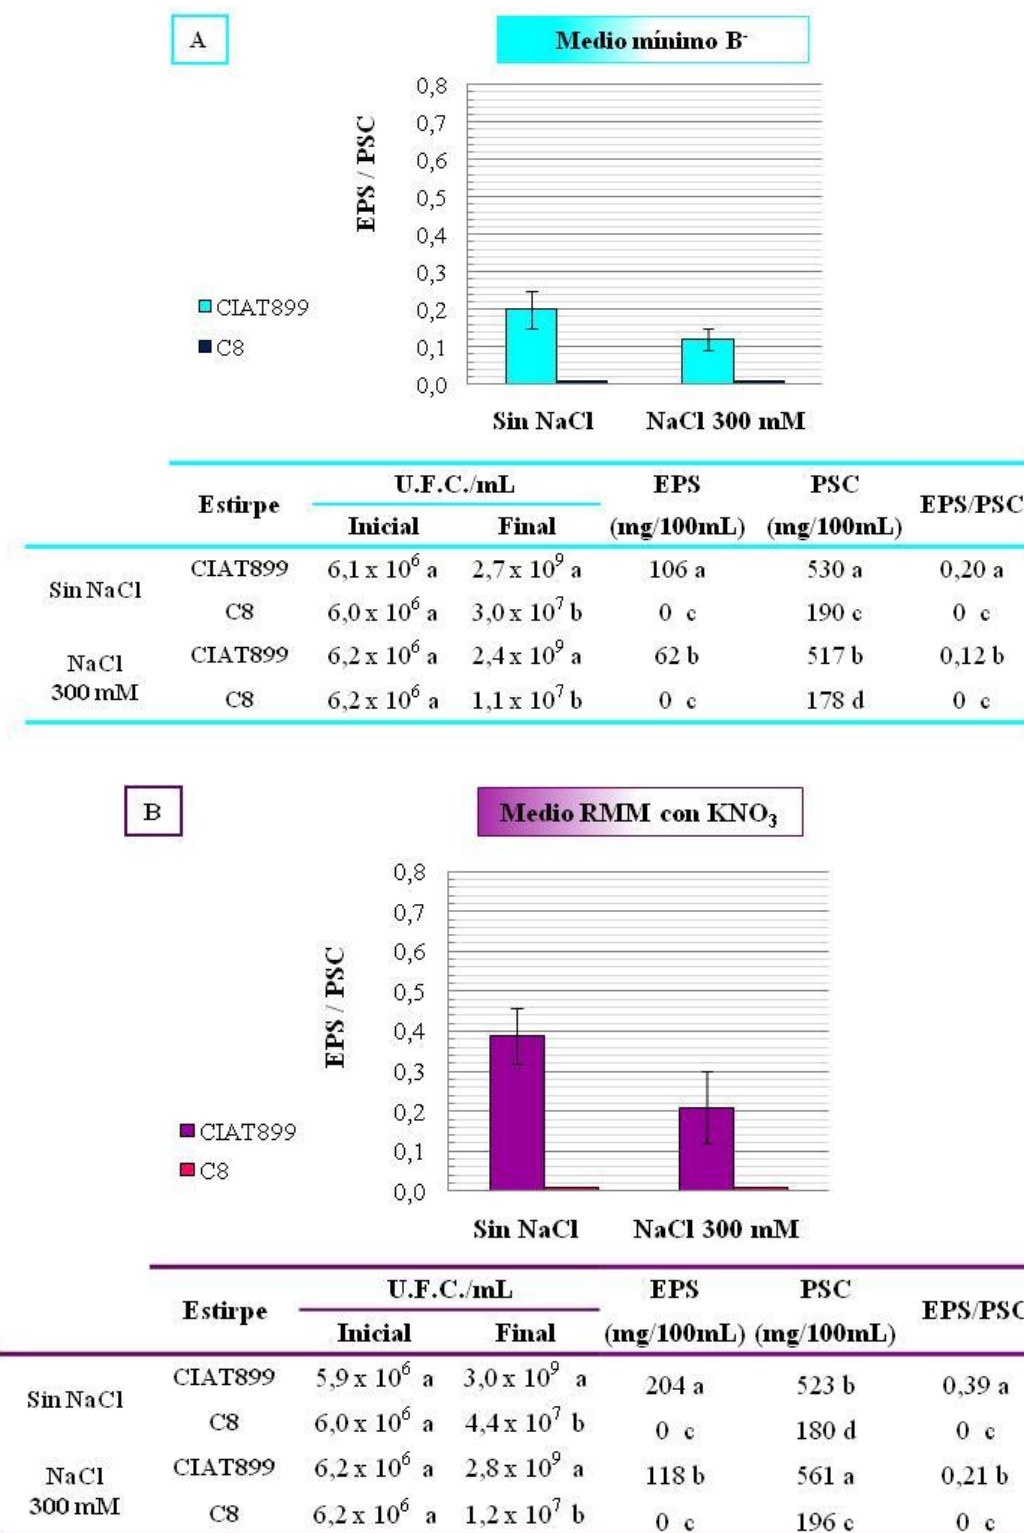 A
Medio mínimo B⁻
0,8
0,7
0,6
0,5
0,4
0,3
0,2
0,1
0,0
EPS / PSC
CIAT899
C8
Sin NaCl NaCl 300 mM
Estirpe U.F.C./mL EPS PSC EPS/PSC
Inicial Final (mg/100mL) (mg/100mL)
Sin NaCl CIAT899 6,1 x 10⁶ a 2,7 x 10⁹ a 106 a 530 a 0,20 a
C8 6,0 x 10⁶ a 3,0 x 10⁷ b 0 c 190 c 0 c
NaCl 300 mM CIAT899 6,2 x 10⁶ a 2,4 x 10⁹ a 62 b 517 b 0,12 b
C8 6,2 x 10⁶ a 1,1 x 10⁷ b 0 c 178 d 0 c
B
Medio RMM con KNO₃
0,8
0,7
0,6
0,5
0,4
0,3
0,2
0,1
0,0
EPS / PSC
CIAT899
C8
Sin NaCl NaCl 300 mM
Estirpe U.F.C./mL EPS PSC EPS/PSC
Inicial Final (mg/100mL) (mg/100mL)
Sin NaCl CIAT899 5,9 x 10⁶ a 3,0 x 10⁹ a 204 a 523 b 0,39 a
C8 6,0 x 10⁶ a 4,4 x 10⁷ b 0 c 180 d 0 c
NaCl 300 mM CIAT899 6,2 x 10⁶ a 2,8 x 10⁹ a 118 b 561 a 0,21 b
C8 6,2 x 10⁶ a 1,2 x 10⁷ b 0 c 196 c 0 c